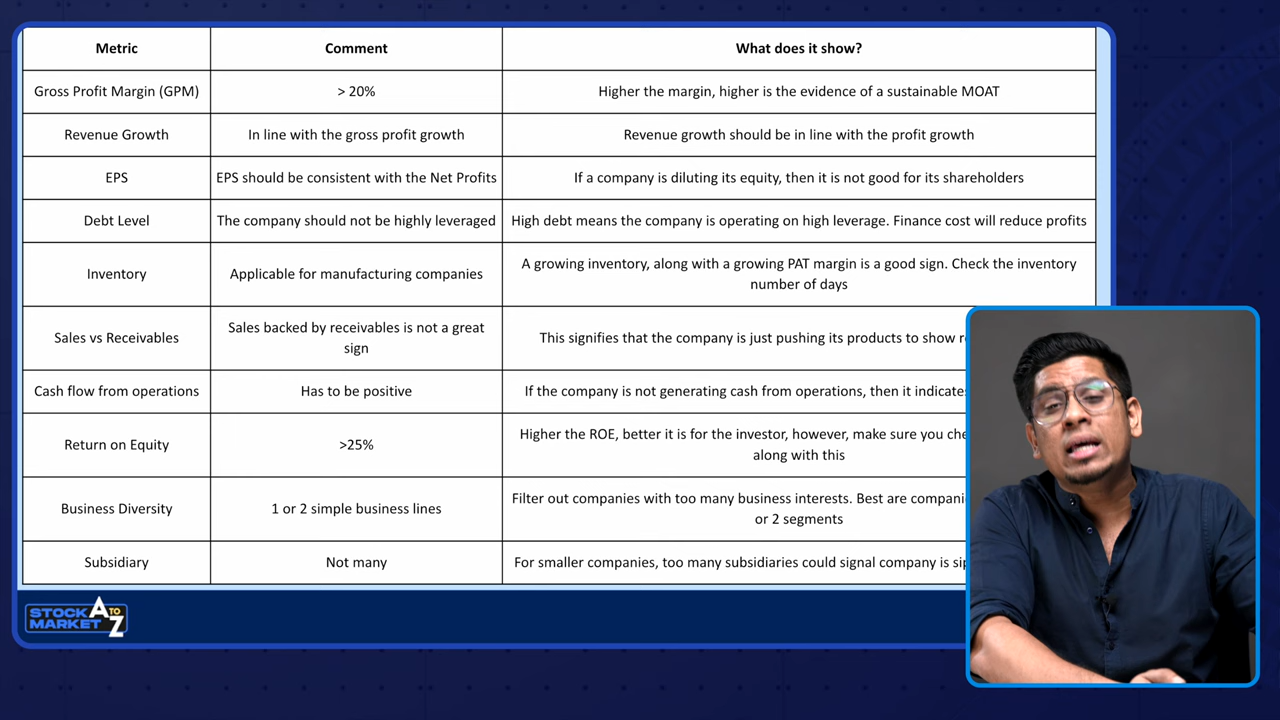 Metric
Comment
What does it show?
Gross Profit Margin (GPM)
> 20%
Higher the margin, higher is the evidence of a sustainable MOAT
Revenue Growth
In line with the gross profit growth
Revenue growth should be in line with the profit growth
EPS
EPS should be consistent with the Net Profits
If a company is diluting its equity, then it is not good for its shareholders
Debt Level
The company should not be highly leveraged
High debt means the company is operating on high leverage. Finance cost will reduce profits
Inventory
Applicable for manufacturing companies
A growing inventory, along with a growing PAT margin is a good sign. Check the inventory
number of days
Sales vs Receivables
Sales backed by receivables is not a great
sign
This signifies that the company is just pushing its products to show
Cash flow from operations
Has to be positive
If the company is not generating cash from operations, then it
Return on Equity
>25%
Higher the ROE, better it is for the investor, however, make sure you
along with this
Business Diversity
1 or 2 simple business lines
Filter out companies with too many business interests. Best are
or 2 segments
Subsidiary
Not many
For smaller companies, too many subsidiaries could signal company is
STOCK A TO
MARKET Z